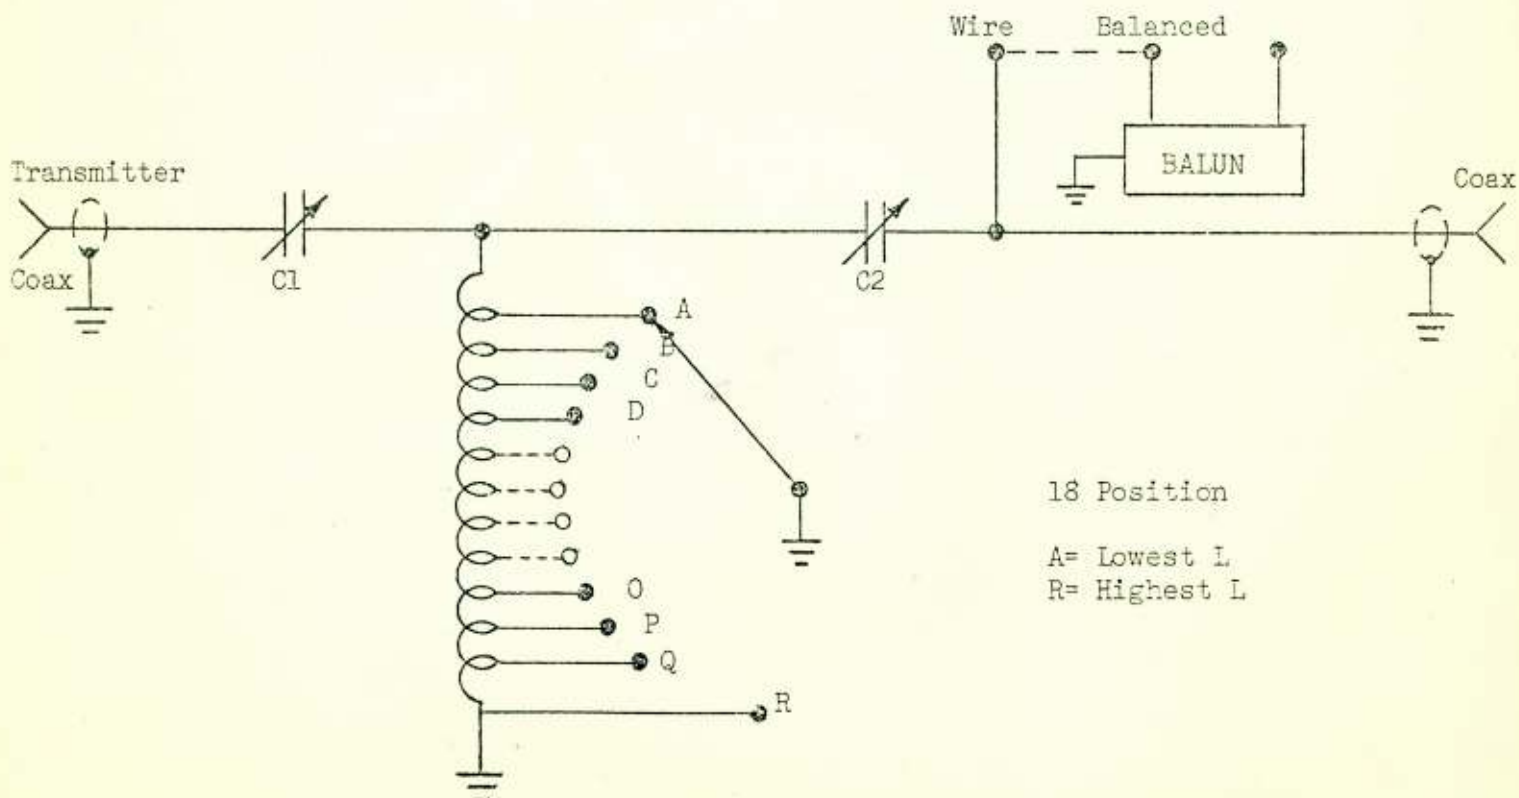 Wire
Balanced
BALUN
Transmitter
Coax
Coax
C1
C2
A
B
C
D
O
P
Q
R
18 Position
A= Lowest L
R= Highest L